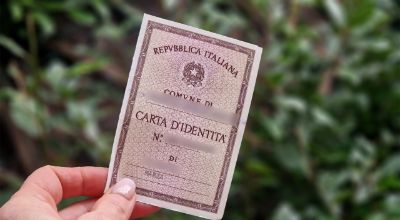 REPVBBLICA ITALIANA
COMVNE DI
CARTA D'IDENTITÀ
N°
DI